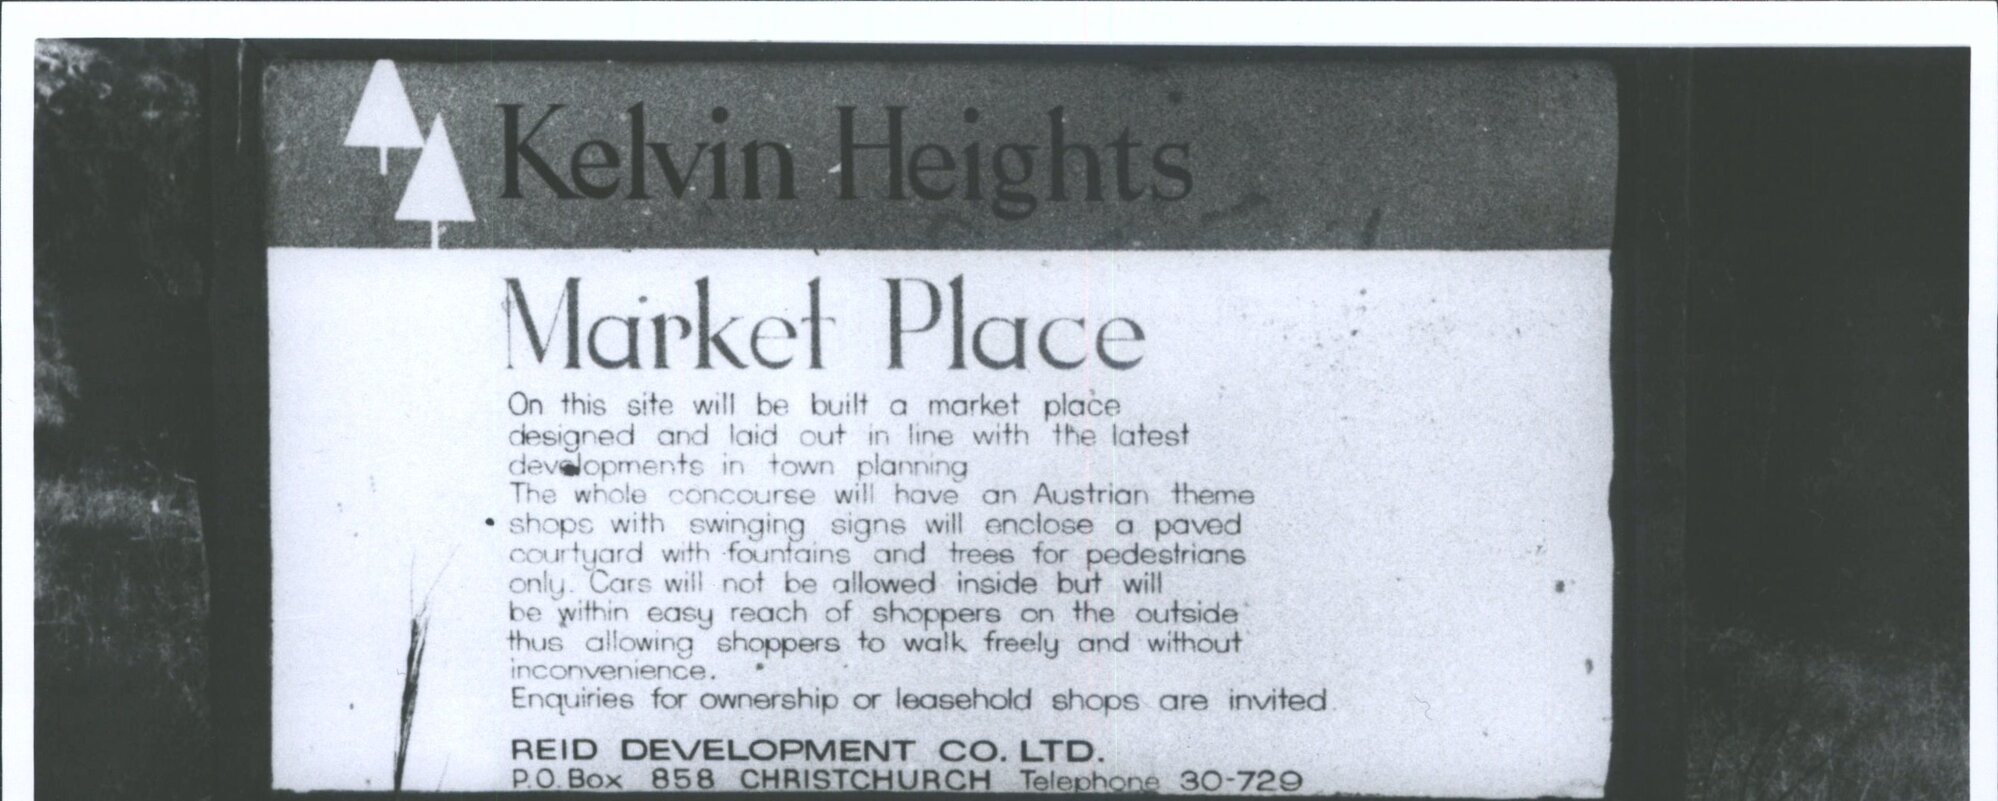 Kelvin Heights
Market Place
On this site will be built a market place
designed and laid out in line with the latest
developments in town planning
The whole concourse will have an Austrian theme
shops with swinging signs will enclose a paved
courtyard with fountains and trees for pedestrians
only. Cars will not be allowed inside but will
be within easy reach of shoppers on the outside
thus allowing shoppers to walk freely and without
inconvenience.
Enquiries for ownership or leasehold shops are invited.
REID DEVELOPMENT CO. LTD.
P.O. Box 858 CHRISTCHURCH Telephone 30-729